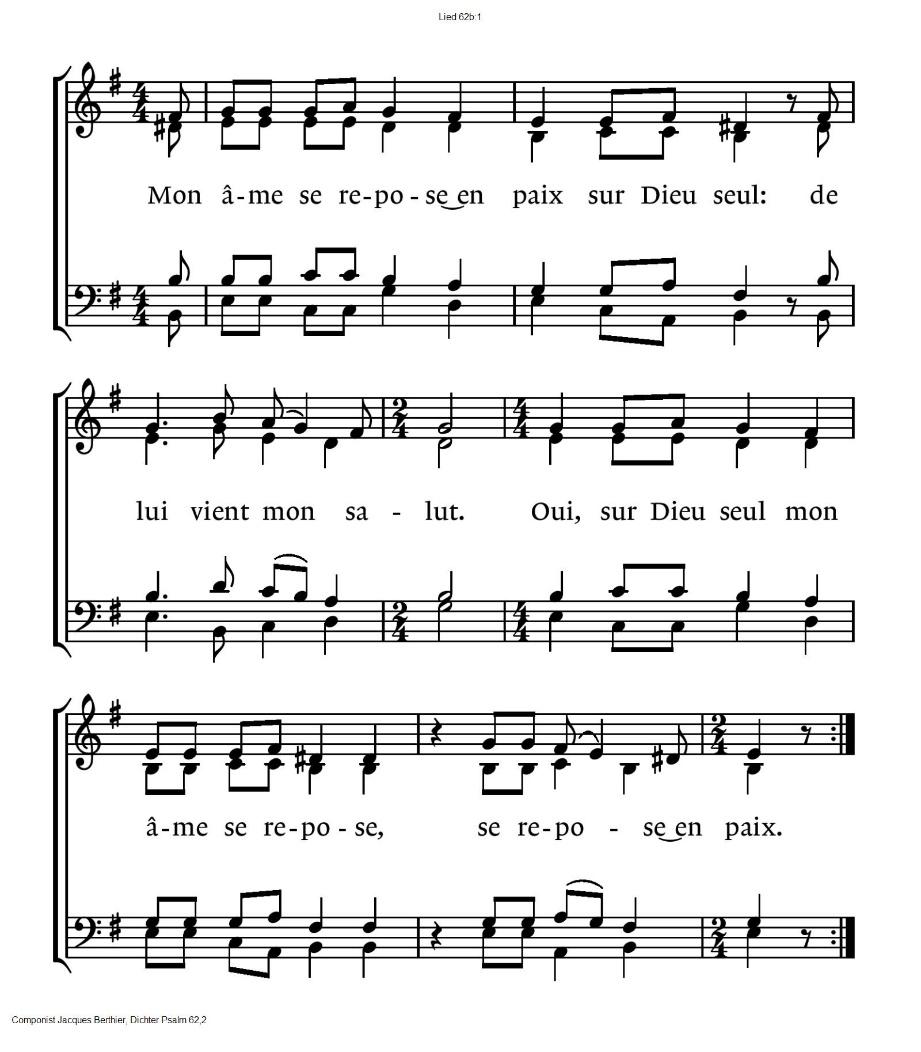 Lied 62b:1
Mon â-me se re-po-se en paix sur Dieu seul: de
lui vient mon sa - lut. Oui, sur Dieu seul mon
â-me se re-po-se, se re-po - se en paix.
Componist Jacques Berthier, Dichter Psalm 62,2